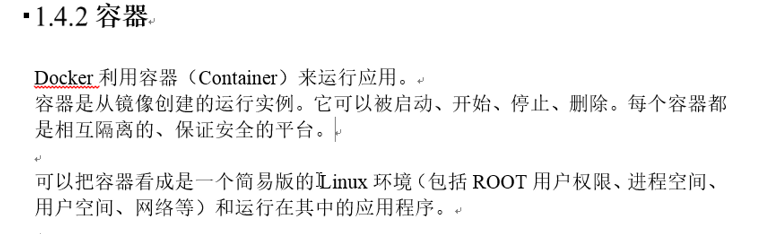 1.4.2 容器
Docker 利用容器（Container）来运行应用。
容器是从镜像创建的运行实例。它可以被启动、开始、停止、删除。每个容器都
是相互隔离的、保证安全的平台。
可以把容器看成是一个简易版的 Linux 环境（包括 ROOT 用户权限、进程空间、
用户空间、网络等）和运行在其中的应用程序。